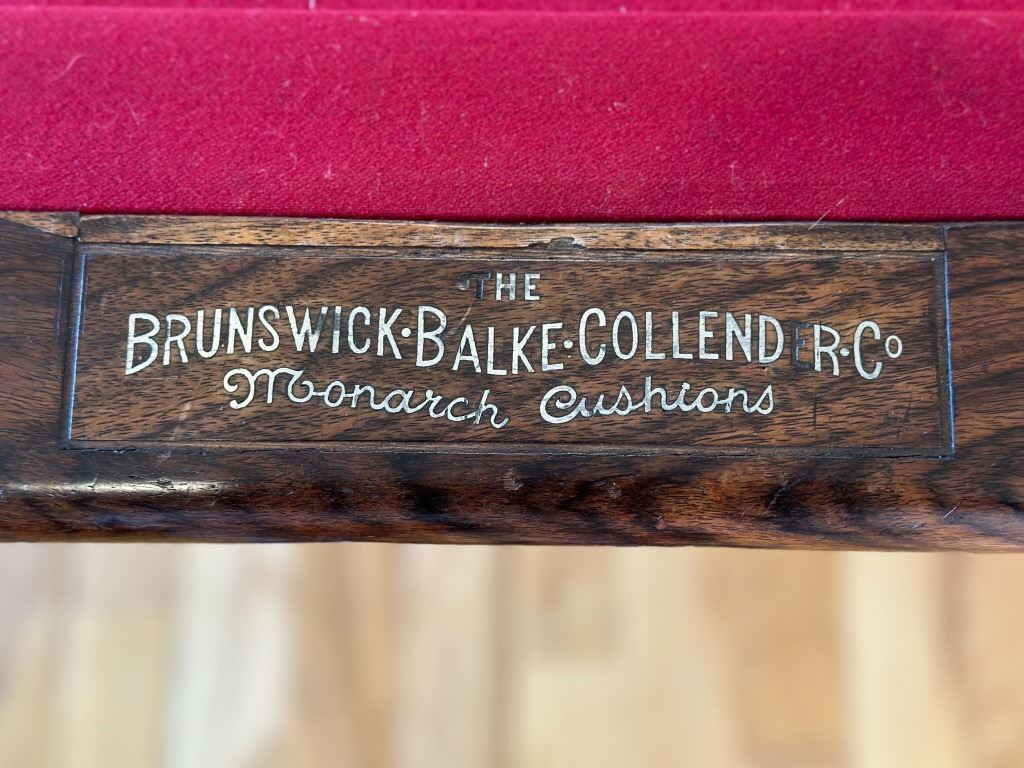 THE
BRUNSWICK·BALKE·COLLENDER·Co
Monarch Cushions